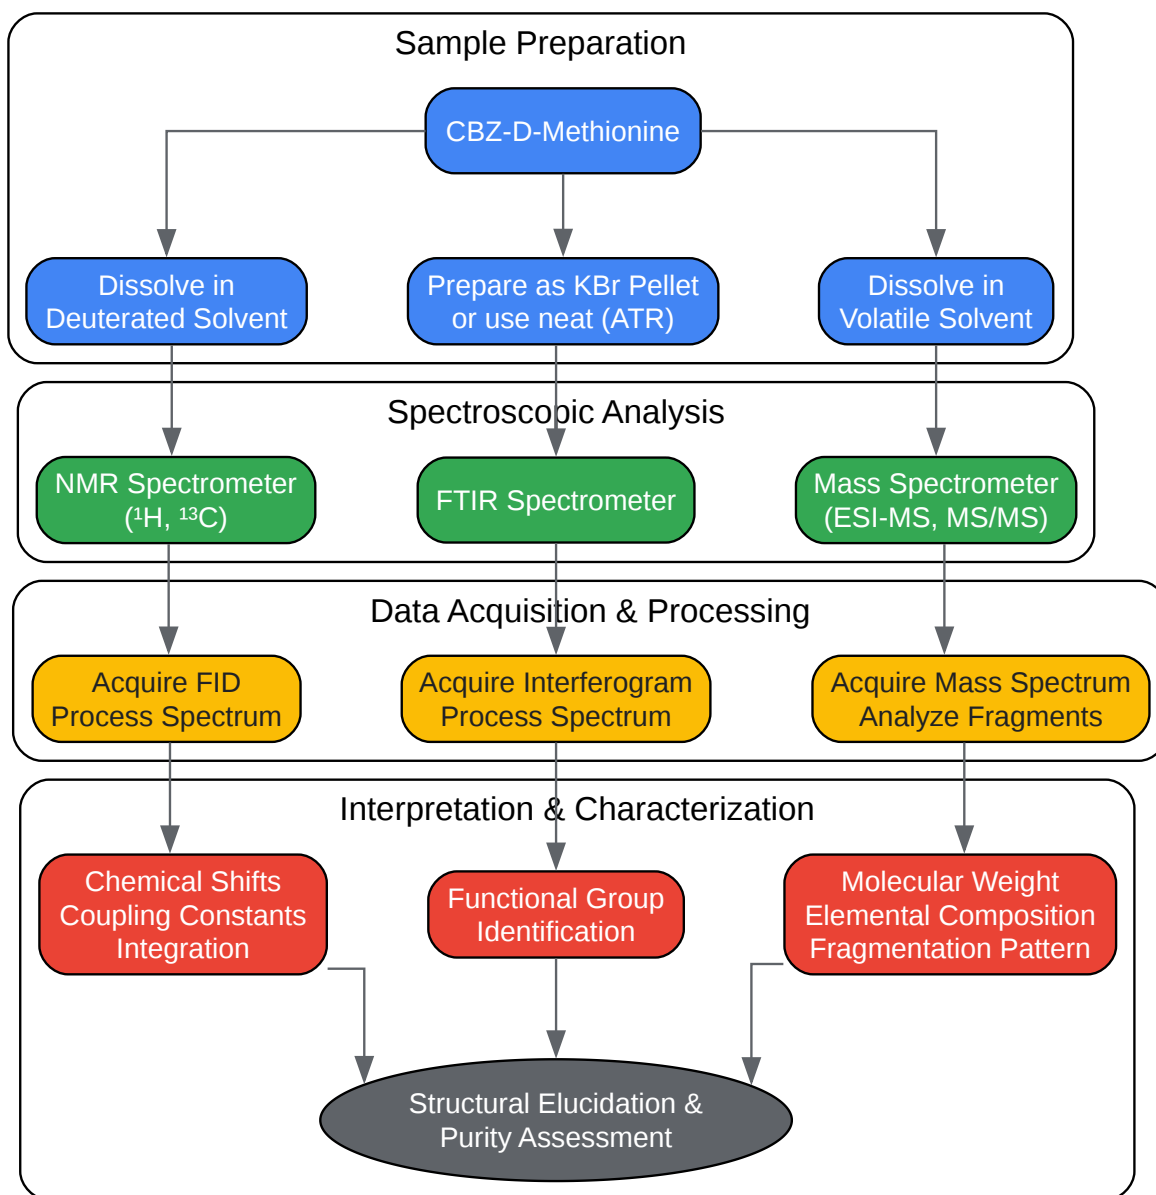 Sample Preparation
CBZ-D-Methionine
Dissolve in
Deuterated Solvent
Prepare as KBr Pellet
or use neat (ATR)
Dissolve in
Volatile Solvent
Spectroscopic Analysis
NMR Spectrometer
(¹H, ¹³C)
FTIR Spectrometer
Mass Spectrometer
(ESI-MS, MS/MS)
Data Acquisition & Processing
Acquire FID
Process Spectrum
Acquire Interferogram
Process Spectrum
Acquire Mass Spectrum
Analyze Fragments
Interpretation & Characterization
Chemical Shifts
Coupling Constants
Integration
Functional Group
Identification
Molecular Weight
Elemental Composition
Fragmentation Pattern
Structural Elucidation &
Purity Assessment